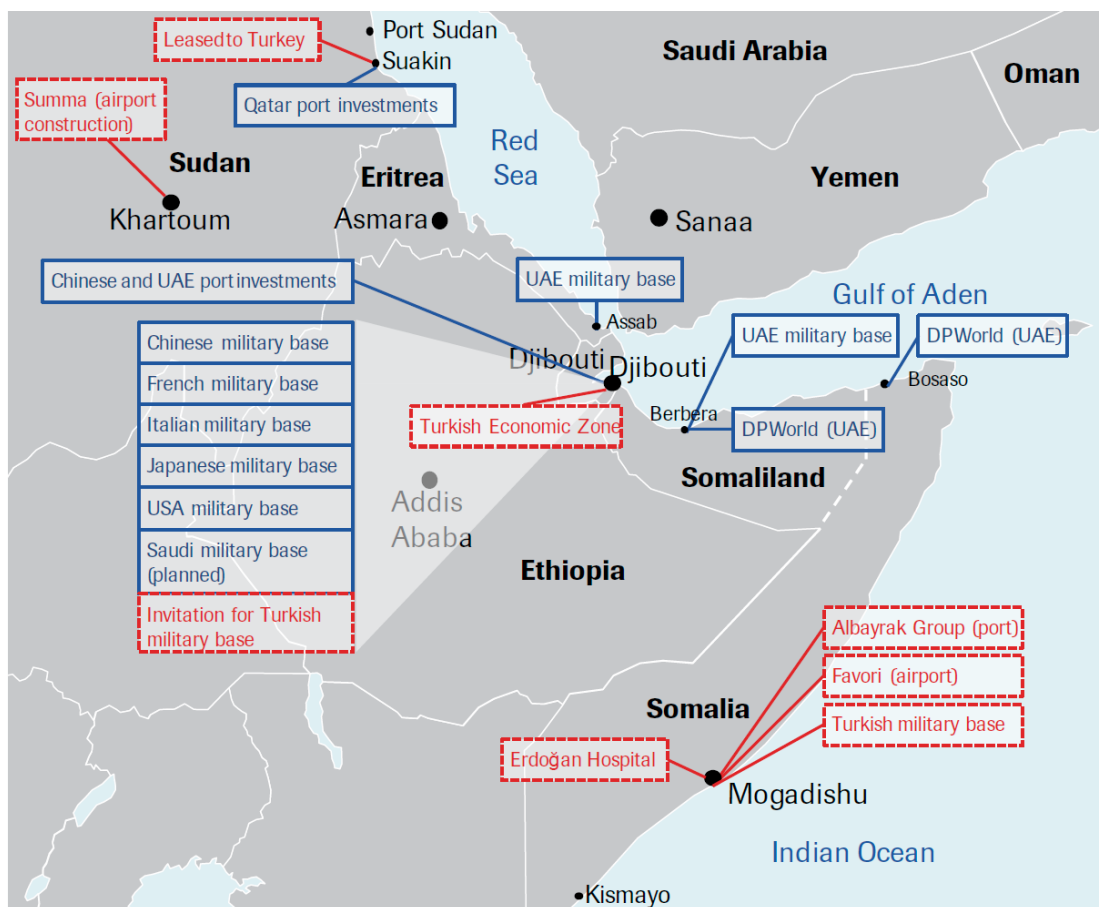 Leasedto Turkey
Port Sudan
Suakin
Saudi Arabia
Oman
Summa (airport
construction)
Qatar port investments
Red
Sea
Sudan
Eritrea
Yemen
Khartoum
Asmara
Sanaa
Chinese and UAE portinvestments
UAE military base
Gulf of Aden
Assab
UAE military base
DPWorld (UAE)
Chinese military base
French military base
Italian military base
Japanese military base
USA military base
Saudi military base
(planned)
Invitation for Turkish
military base
Djibouti
Djibouti
Bosaso
Turkish Economic Zone
Berbera
DPWorld (UAE)
Somaliland
Addis
Ababa
Ethiopia
Albayrak Group (port)
Favori (airport)
Turkish military base
Somalia
Erdoğan Hospital
Mogadishu
Indian Ocean
Kismayo